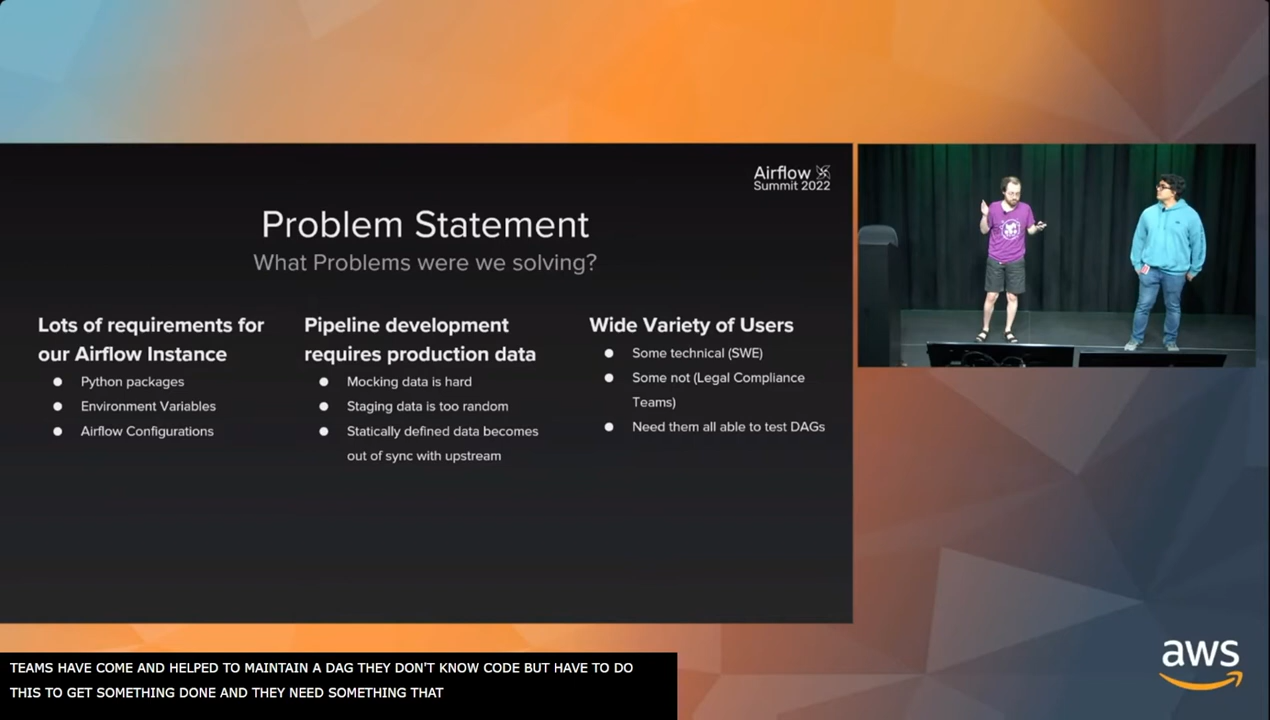 Airflow
Summit 2022
Problem Statement
What Problems were we solving?
Lots of requirements for
our Airflow Instance
● Python packages
● Environment Variables
● Airflow Configurations
Pipeline development
requires production data
● Mocking data is hard
● Staging data is too random
● Statically defined data becomes
out of sync with upstream
Wide Variety of Users
● Some technical (SWE)
● Some not (Legal Compliance
Teams)
● Need them all able to test DAGs
aws
TEAMS HAVE COME AND HELPED TO MAINTAIN A DAG THEY DON'T KNOW CODE BUT HAVE TO DO
THIS TO GET SOMETHING DONE AND THEY NEED SOMETHING THAT